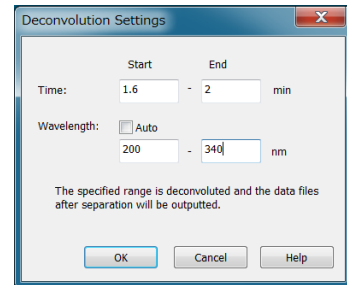 Deconvolution Settings X
Start End
Time: 1.6 - 2 min
Wavelength: Auto
200 - 340 nm
The specified range is deconvoluted and the data files
after separation will be outputted.
OK Cancel Help